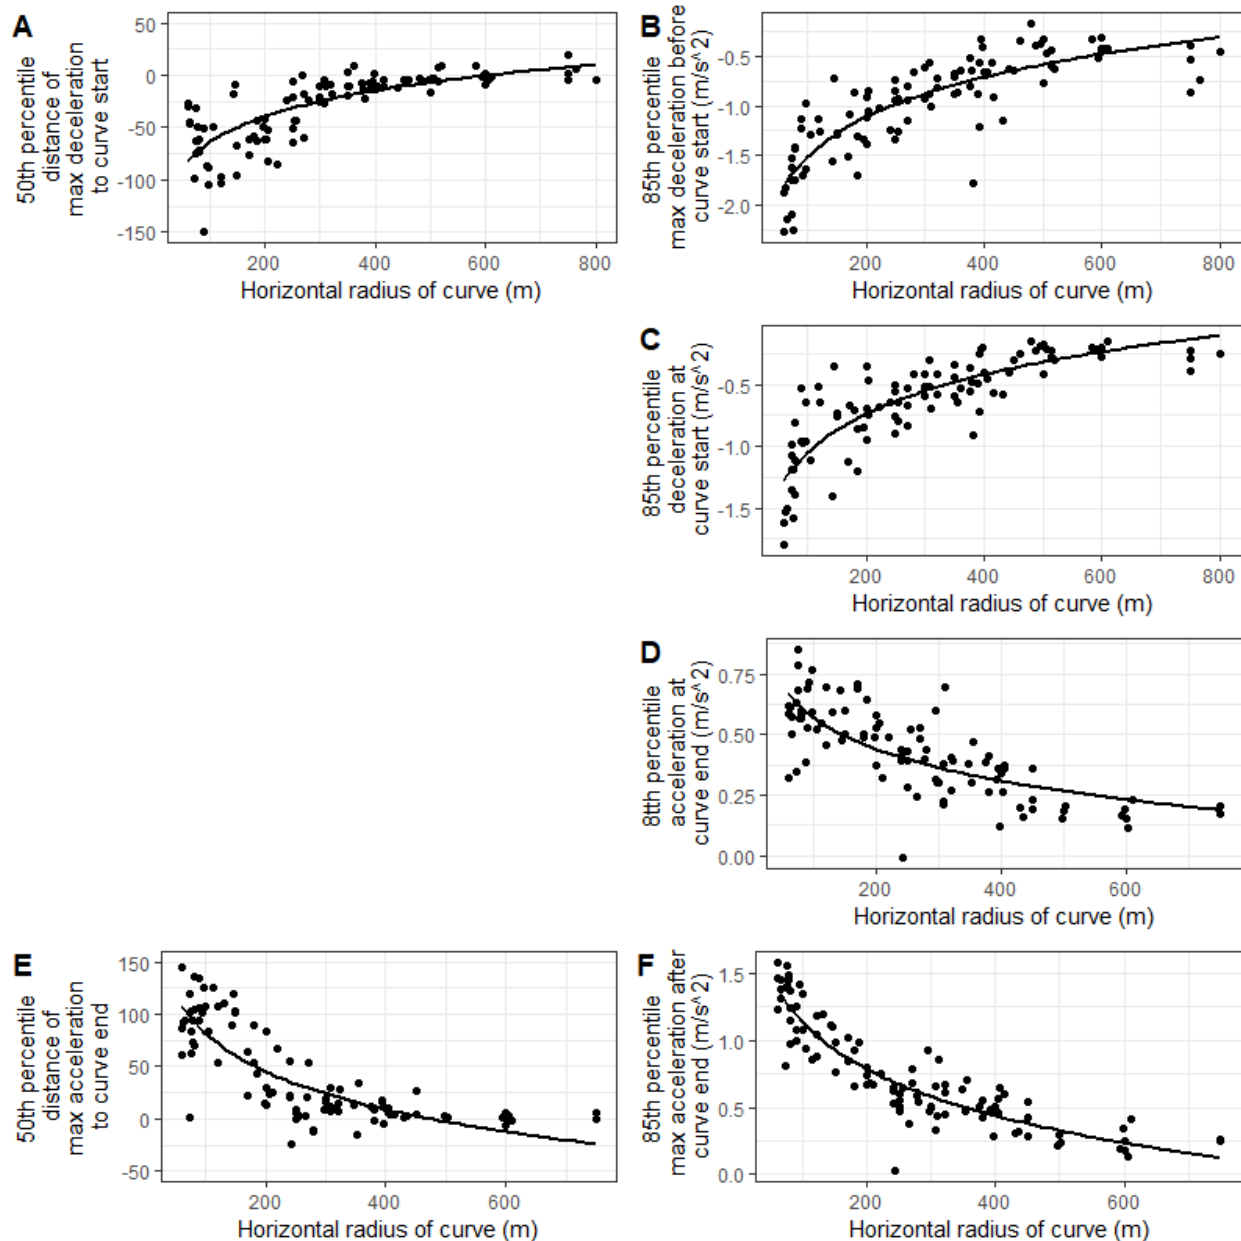 A
50th percentile
distance of
max deceleration
to curve start
50
0
-50
-100
-150
200
400
600
800
Horizontal radius of curve (m)
B
85th percentile
max deceleration before
curve start (m/s^2)
-0.5
-1.0
-1.5
-2.0
200
400
600
800
Horizontal radius of curve (m)
C
85th percentile
deceleration at
curve start (m/s^2)
-0.5
-1.0
-1.5
200
400
600
800
Horizontal radius of curve (m)
D
8tth percentile
acceleration at
curve end (m/s^2)
0.75
0.50
0.25
0.00
200
400
600
Horizontal radius of curve (m)
E
50th percentile
distance of
max acceleration
to curve end
150
100
50
0
-50
200
400
600
Horizontal radius of curve (m)
F
85th percentile
max acceleration after
curve end (m/s^2)
1.5
1.0
0.5
0.0
200
400
600
Horizontal radius of curve (m)